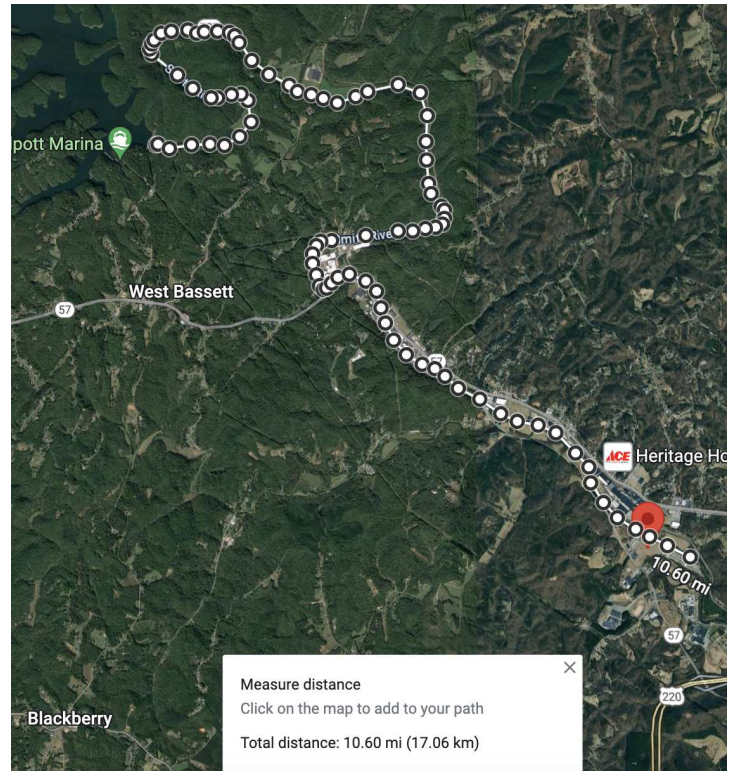 pott Marina
West Bassett
57
57
ACE
Heritage Ho
10.60 mi
57
220
Blackberry
Measure distance
Click on the map to add to your path
Total distance: 10.60 mi (17.06 km)